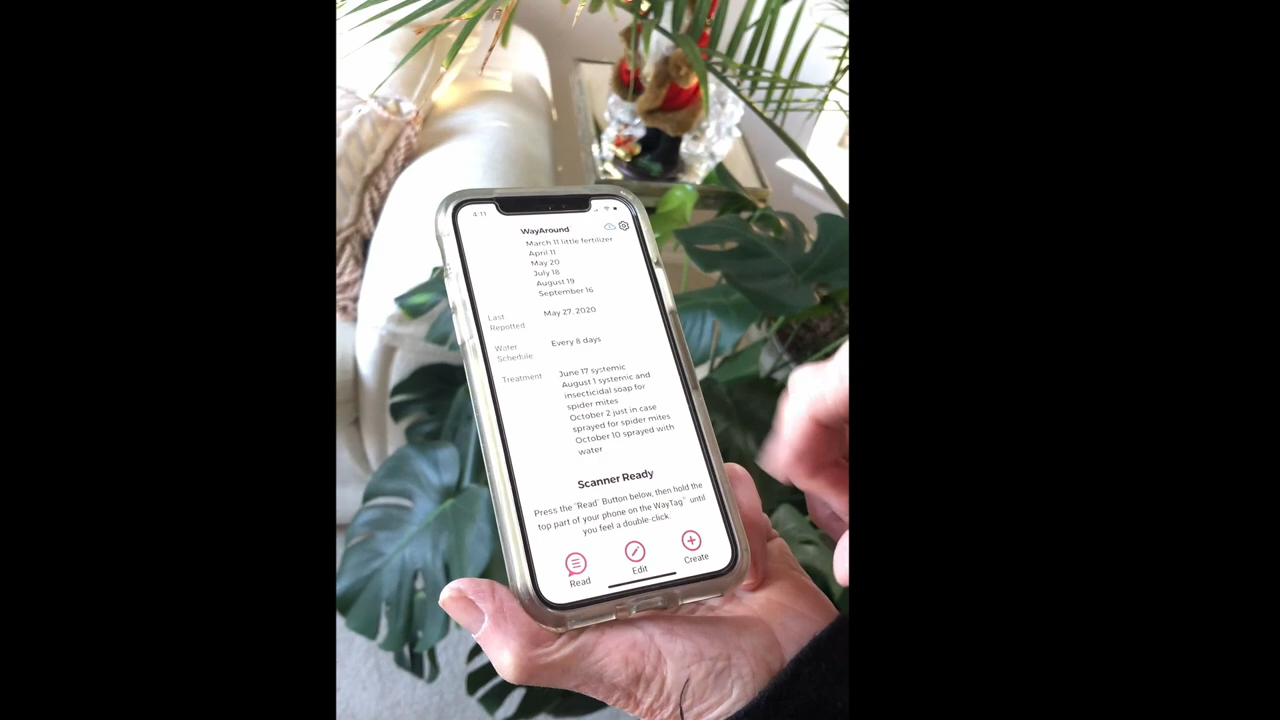 4:11
WayAround
March 11 little fertilizer
April 11
May 20
July 18
August 19
September 16
Last
Repotted
May 27, 2020
Water
Schedule
Every 8 days
Treatment
June 17 systemic
August 1 systemic and
insecticidal soap for
spider mites
October 2 just in case
sprayed for spider mites
October 10 sprayed with
water
Scanner Ready
Press the "Read" Button below, then hold the
top part of your phone on the WayTag™ until
you feel a double-click.
Read
Edit
Create